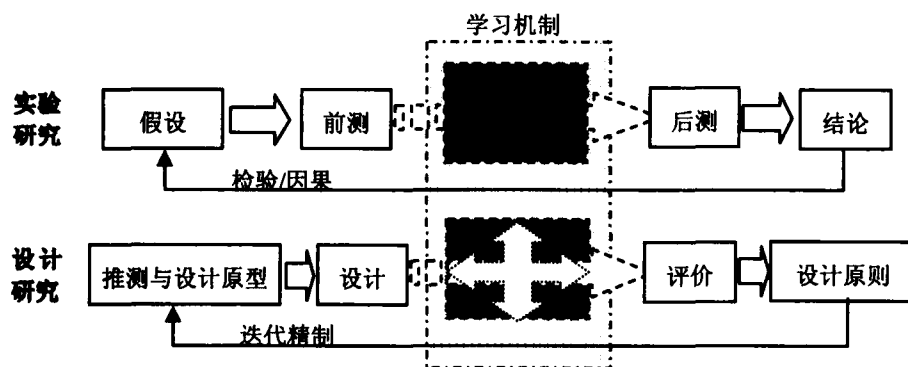 学习机制
实验
研究
假设
前测
后测
结论
检验/因果
设计
研究
推测与设计原型
设计
评价
设计原则
迭代精制